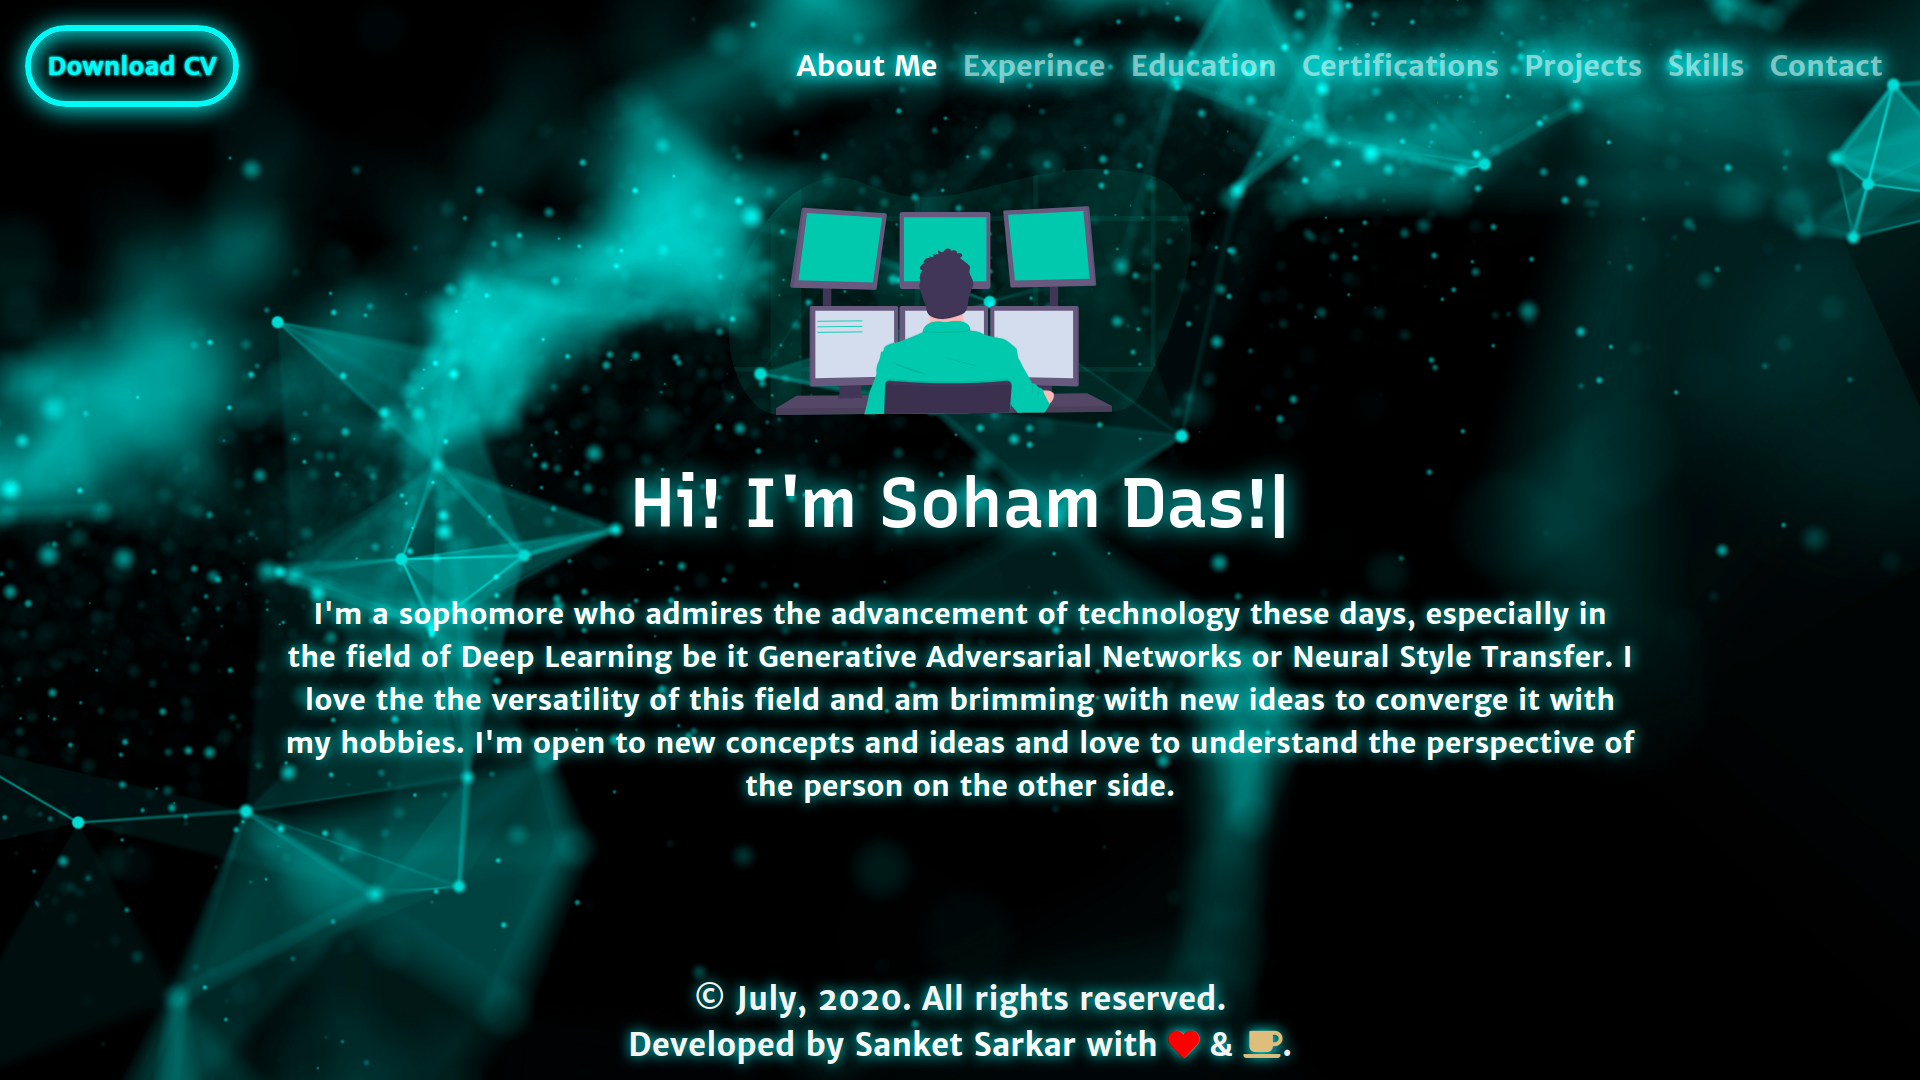 Download CV
About Me Experince Education Certifications Projects Skills Contact
Hi! I'm Soham Das!|
I'm a sophomore who admires the advancement of technology these days, especially in
the field of Deep Learning be it Generative Adversarial Networks or Neural Style Transfer. I
love the the versatility of this field and am brimming with new ideas to converge it with
my hobbies. I'm open to new concepts and ideas and love to understand the perspective of
the person on the other side.
© July, 2020. All rights reserved.
Developed by Sanket Sarkar with ❤ & ☕.